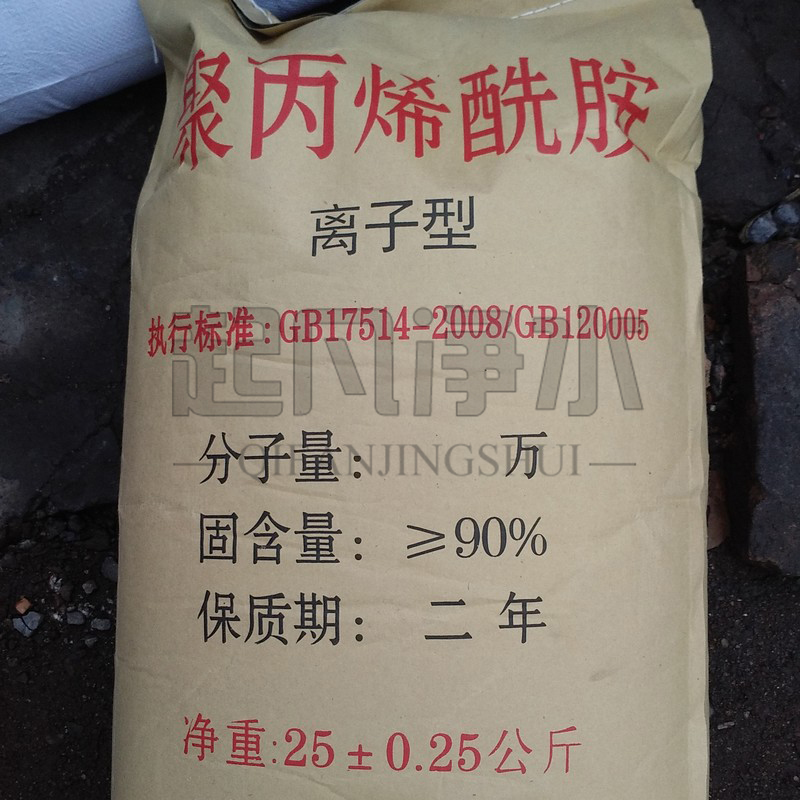 聚丙烯酰胺
离子型
执行标准:GB17514-2008/GB120005
起凡净水
分子量: 万
QIFANJINGSHUI
固含量: ≥90%
保质期: 二年
净重:25±0.25公斤